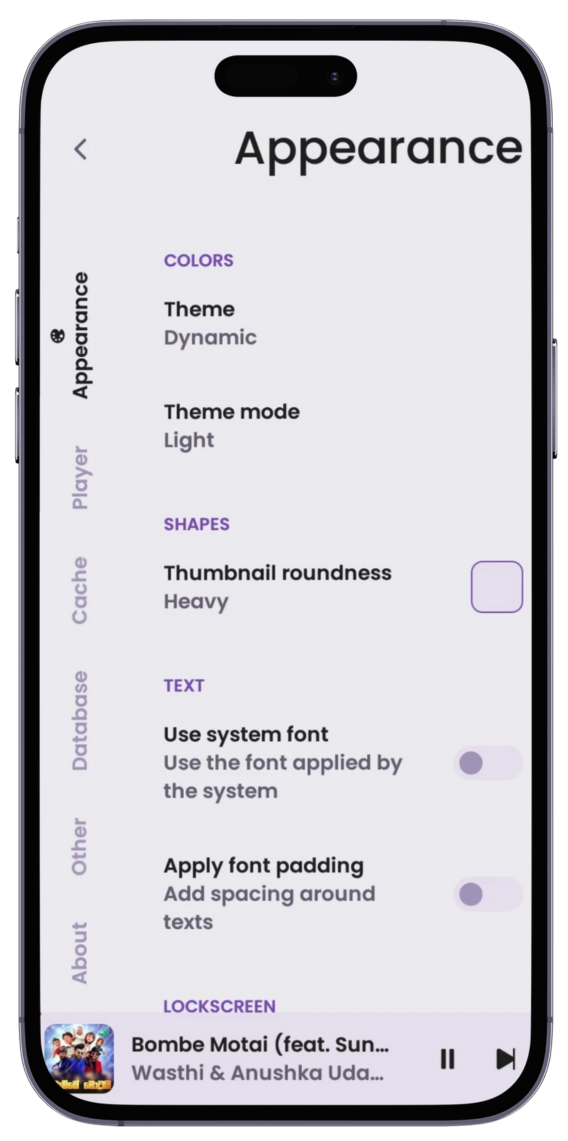 Appearance
Appearance
Player
Cache
Database
Other
About
COLORS
Theme
Dynamic
Theme mode
Light
SHAPES
Thumbnail roundness
Heavy
TEXT
Use system font
Use the font applied by
the system
Apply font padding
Add spacing around
texts
LOCKSCREEN
Bombe Motai (feat. Sun...
Wasthi & Anushka Uda...